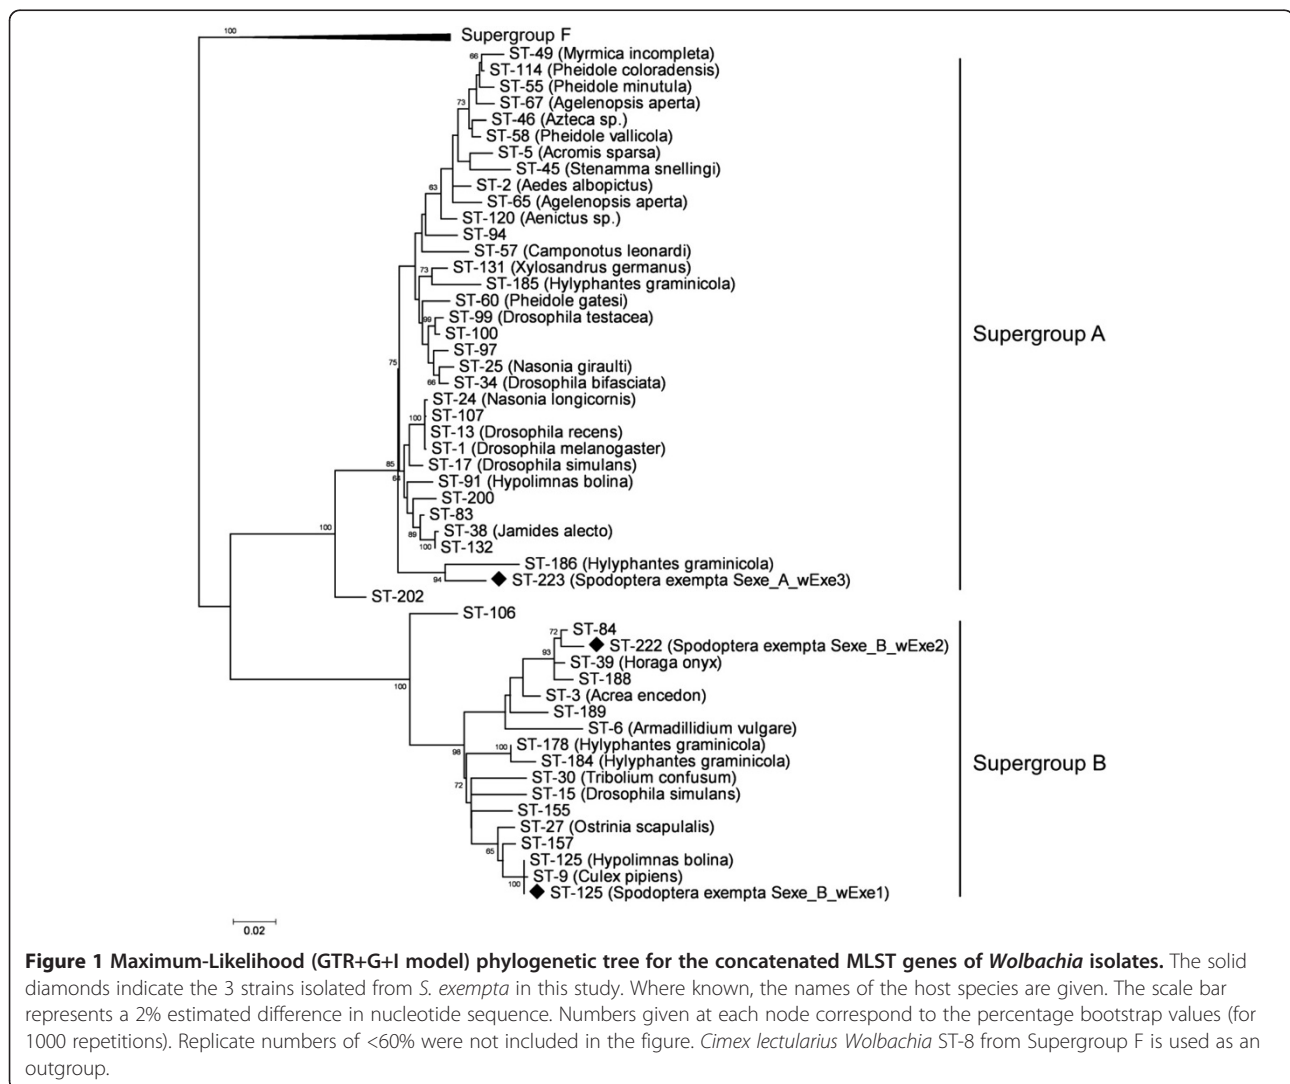 100
Supergroup F
66
ST-49 (Myrmica incompleta)
ST-114 (Pheidole coloradensis)
ST-55 (Pheidole minutula)
73
ST-67 (Agelenopsis aperta)
ST-46 (Azteca sp.)
ST-58 (Pheidole vallicola)
ST-5 (Acromis sparsa)
ST-45 (Stenamma snellingi)
63
ST-2 (Aedes albopictus)
ST-65 (Agelenopsis aperta)
ST-120 (Aenictus sp.)
ST-94
ST-57 (Camponotus leonardi)
73
ST-131 (Xylosandrus germanus)
ST-185 (Hylyphantes graminicola)
ST-60 (Pheidole gatesi)
99
ST-99 (Drosophila testacea)
ST-100
Supergroup A
ST-97
75
ST-25 (Nasonia giraulti)
66
ST-34 (Drosophila bifasciata)
ST-24 (Nasonia longicornis)
100
ST-107
ST-13 (Drosophila recens)
ST-1 (Drosophila melanogaster)
85
ST-17 (Drosophila simulans)
64
ST-91 (Hypolimnas bolina)
ST-200
ST-83
100
89
ST-38 (Jamides alecto)
100
ST-132
ST-186 (Hylyphantes graminicola)
94
ST-223 (Spodoptera exempta Sexe_A_wExe3)
ST-202
ST-106
72
ST-84
ST-222 (Spodoptera exempta Sexe_B_wExe2)
93
ST-39 (Horaga onyx)
ST-188
100
ST-3 (Acrea encedon)
ST-189
ST-6 (Armadillidium vulgare)
98
100
ST-178 (Hylyphantes graminicola)
ST-184 (Hylyphantes graminicola)
Supergroup B
72
ST-30 (Tribolium confusum)
ST-15 (Drosophila simulans)
ST-155
ST-27 (Ostrinia scapulalis)
65
ST-157
ST-125 (Hypolimnas bolina)
100
ST-9 (Culex pipiens)
ST-125 (Spodoptera exempta Sexe_B_wExe1)
0.02
Figure 1 Maximum-Likelihood (GTR+G+I model) phylogenetic tree for the concatenated MLST genes of Wolbachia isolates. The solid
diamonds indicate the 3 strains isolated from S. exempta in this study. Where known, the names of the host species are given. The scale bar
represents a 2% estimated difference in nucleotide sequence. Numbers given at each node correspond to the percentage bootstrap values (for
1000 repetitions). Replicate numbers of <60% were not included in the figure. Cimex lectularius Wolbachia ST-8 from Supergroup F is used as an
outgroup.